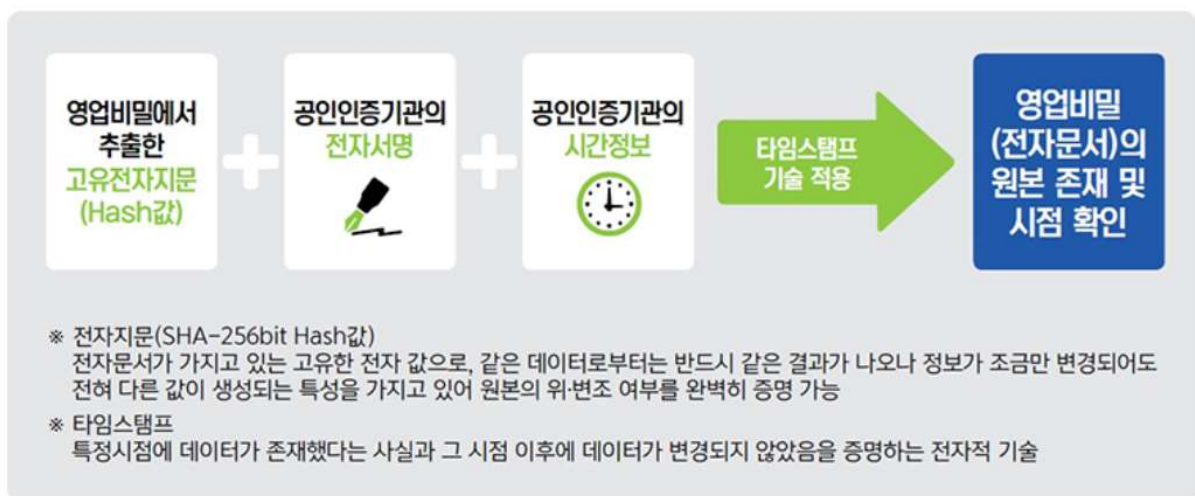 영업비밀에서
추출한
고유전자지문
(Hash값)
공인인증기관의
전자서명
공인인증기관의
시간정보
타임스탬프
기술 적용
영업비밀
(전자문서)의
원본 존재 및
시점 확인
※ 전자지문(SHA-256bit Hash값)
전자문서가 가지고 있는 고유한 전자 값으로, 같은 데이터로부터는 반드시 같은 결과가 나오나 정보가 조금만 변경되어도
전혀 다른 값이 생성되는 특성을 가지고 있어 원본의 위·변조 여부를 완벽히 증명 가능
※ 타임스탬프
특정시점에 데이터가 존재했다는 사실과 그 시점 이후에 데이터가 변경되지 않았음을 증명하는 전자적 기술